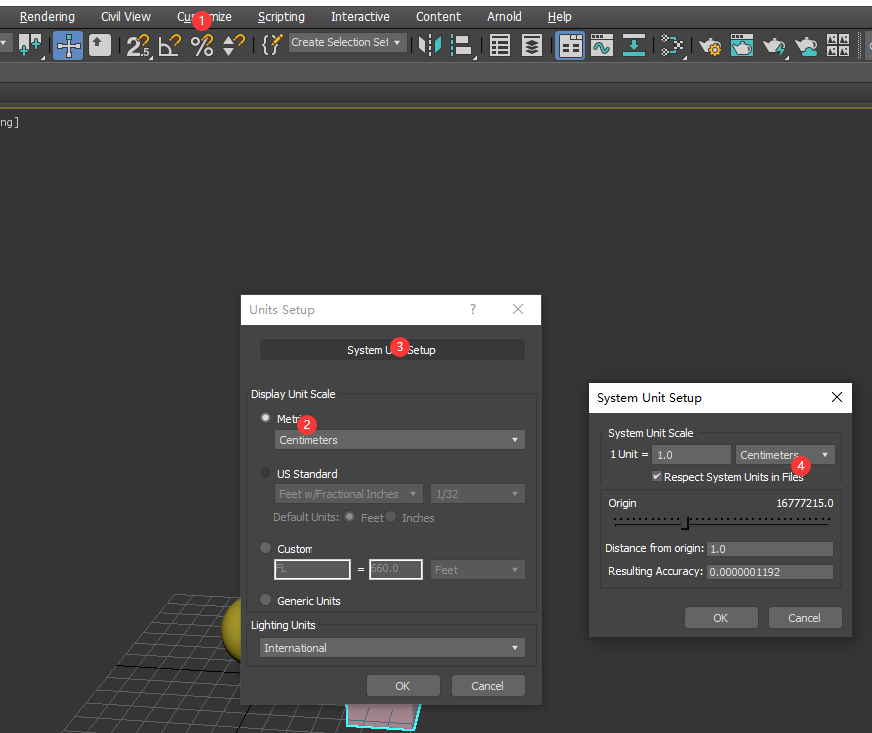 Rendering Civil View Customize Scripting Interactive Content Arnold Help
1
2.5 % Create Selection Set
ng]
Units Setup ?
System Unit Setup
3
Display Unit Scale
Metric
2
Centimeters
US Standard
Feet w/Fractional Inches 1/32
Default Units: Feet Inches
Custom
FL = 660.0 Feet
Generic Units
Lighting Units
International
OK Cancel
System Unit Setup
System Unit Scale
1 Unit = 1.0 Centimeters
4
Respect System Units in Files
Origin 16777215.0
Distance from origin: 1.0
Resulting Accuracy: 0.0000001192
OK Cancel